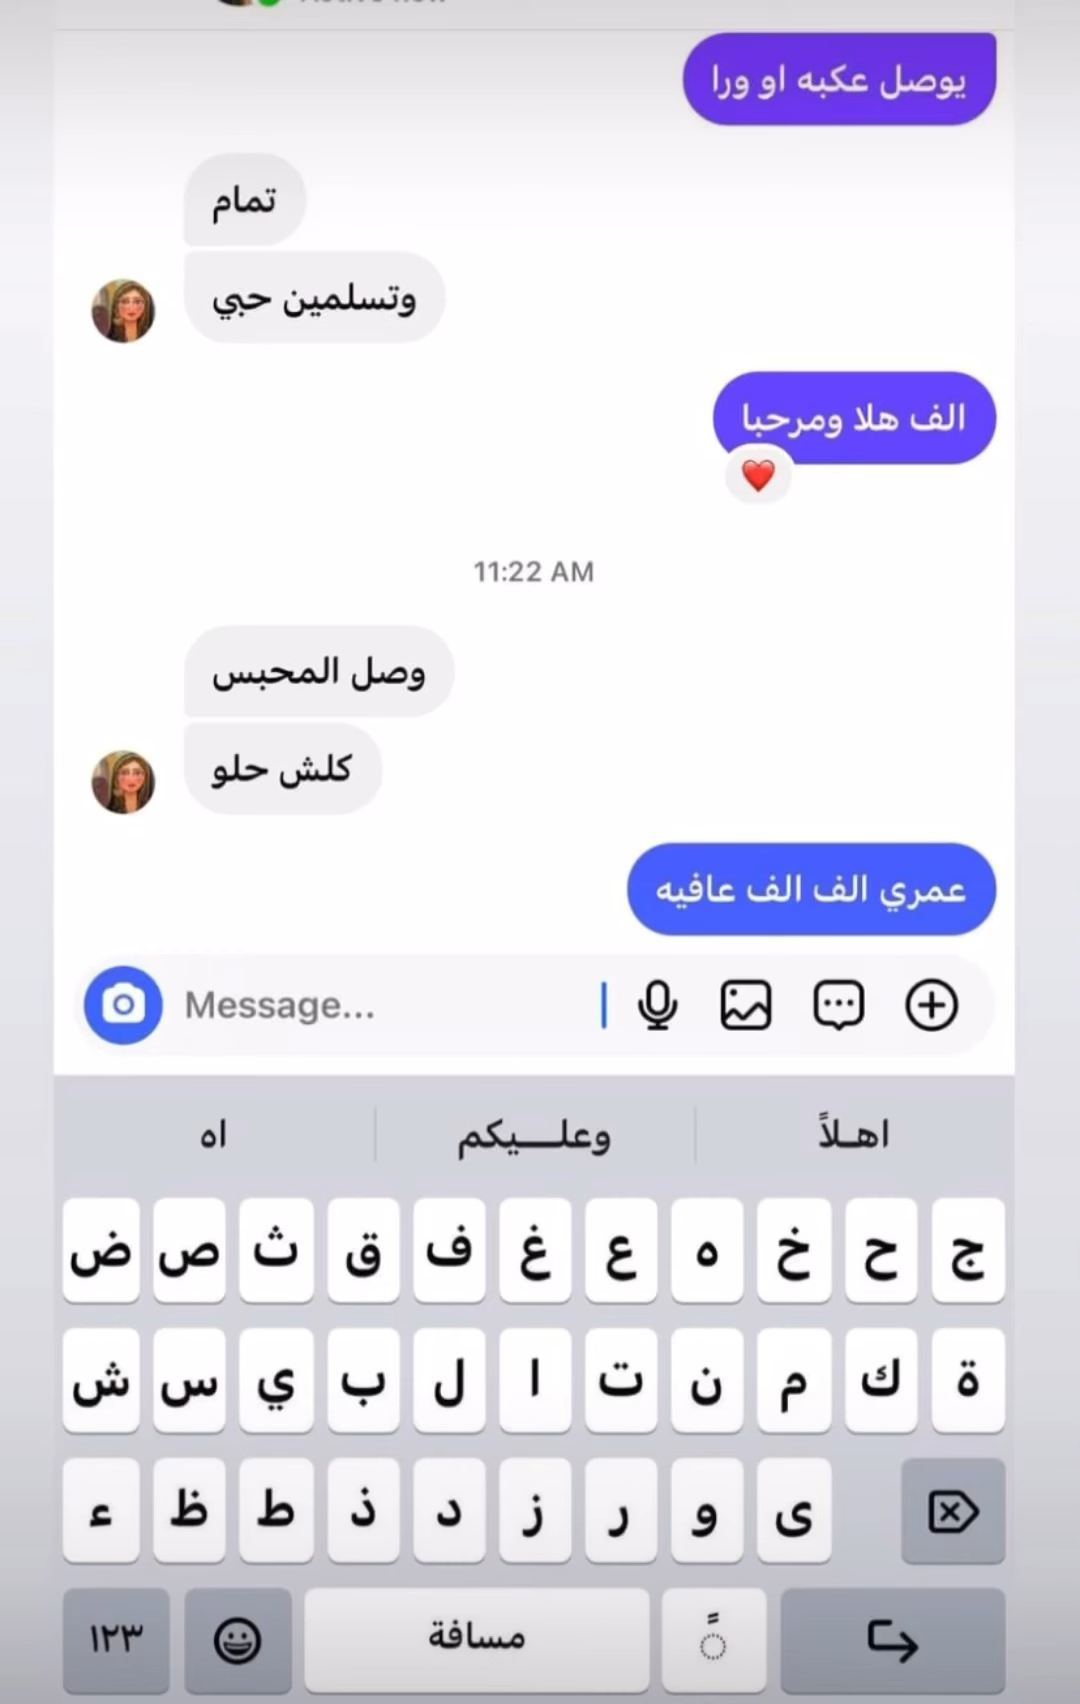 يوصل عكبه او ورا
تمام
وتسلمين حبي
الف هلا ومرحبا
11:22 AM
وصل المحبس
كلش حلو
عمري الف الف عافيه
Message...
اه وعلـــيكم اهـلاً
ض ص ث ق ف غ ع ه خ ح ج
ش س ي ب ل ا ت ن م ك ة
ء ظ ط ذ د ز ر و ى
١٢٣ مسافة